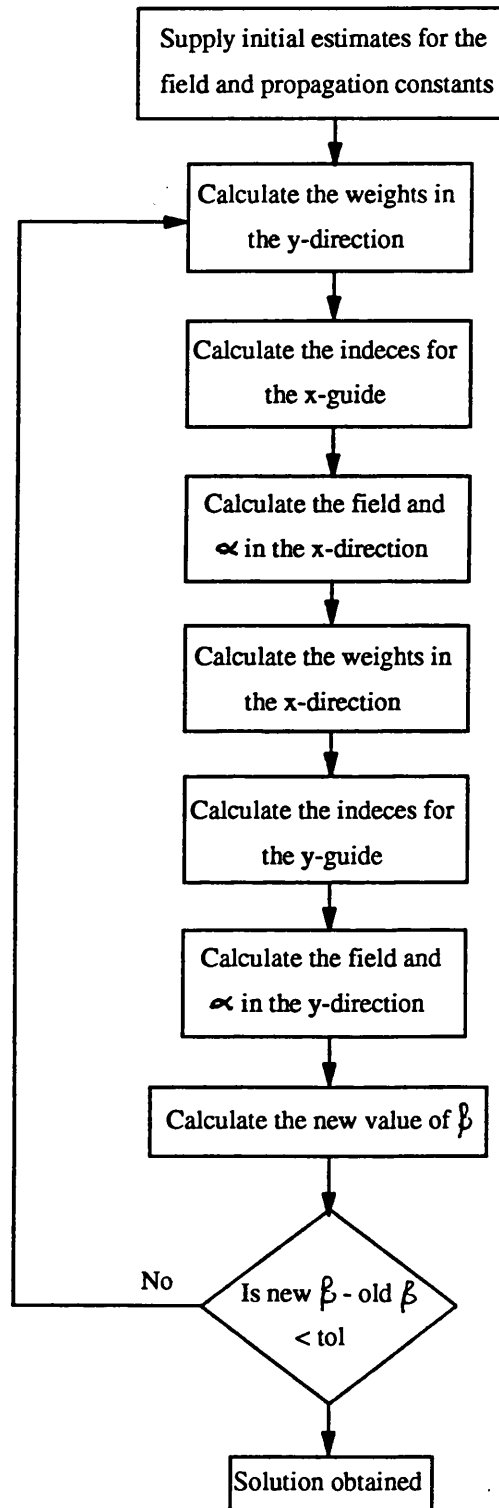 Supply initial estimates for the
field and propagation constants
Calculate the weights in
the y-direction
Calculate the indeces for
the x-guide
Calculate the field and
α in the x-direction
Calculate the weights in
the x-direction
Calculate the indeces for
the y-guide
Calculate the field and
α in the y-direction
Calculate the new value of β
No
Is new β - old β
< tol
Solution obtained